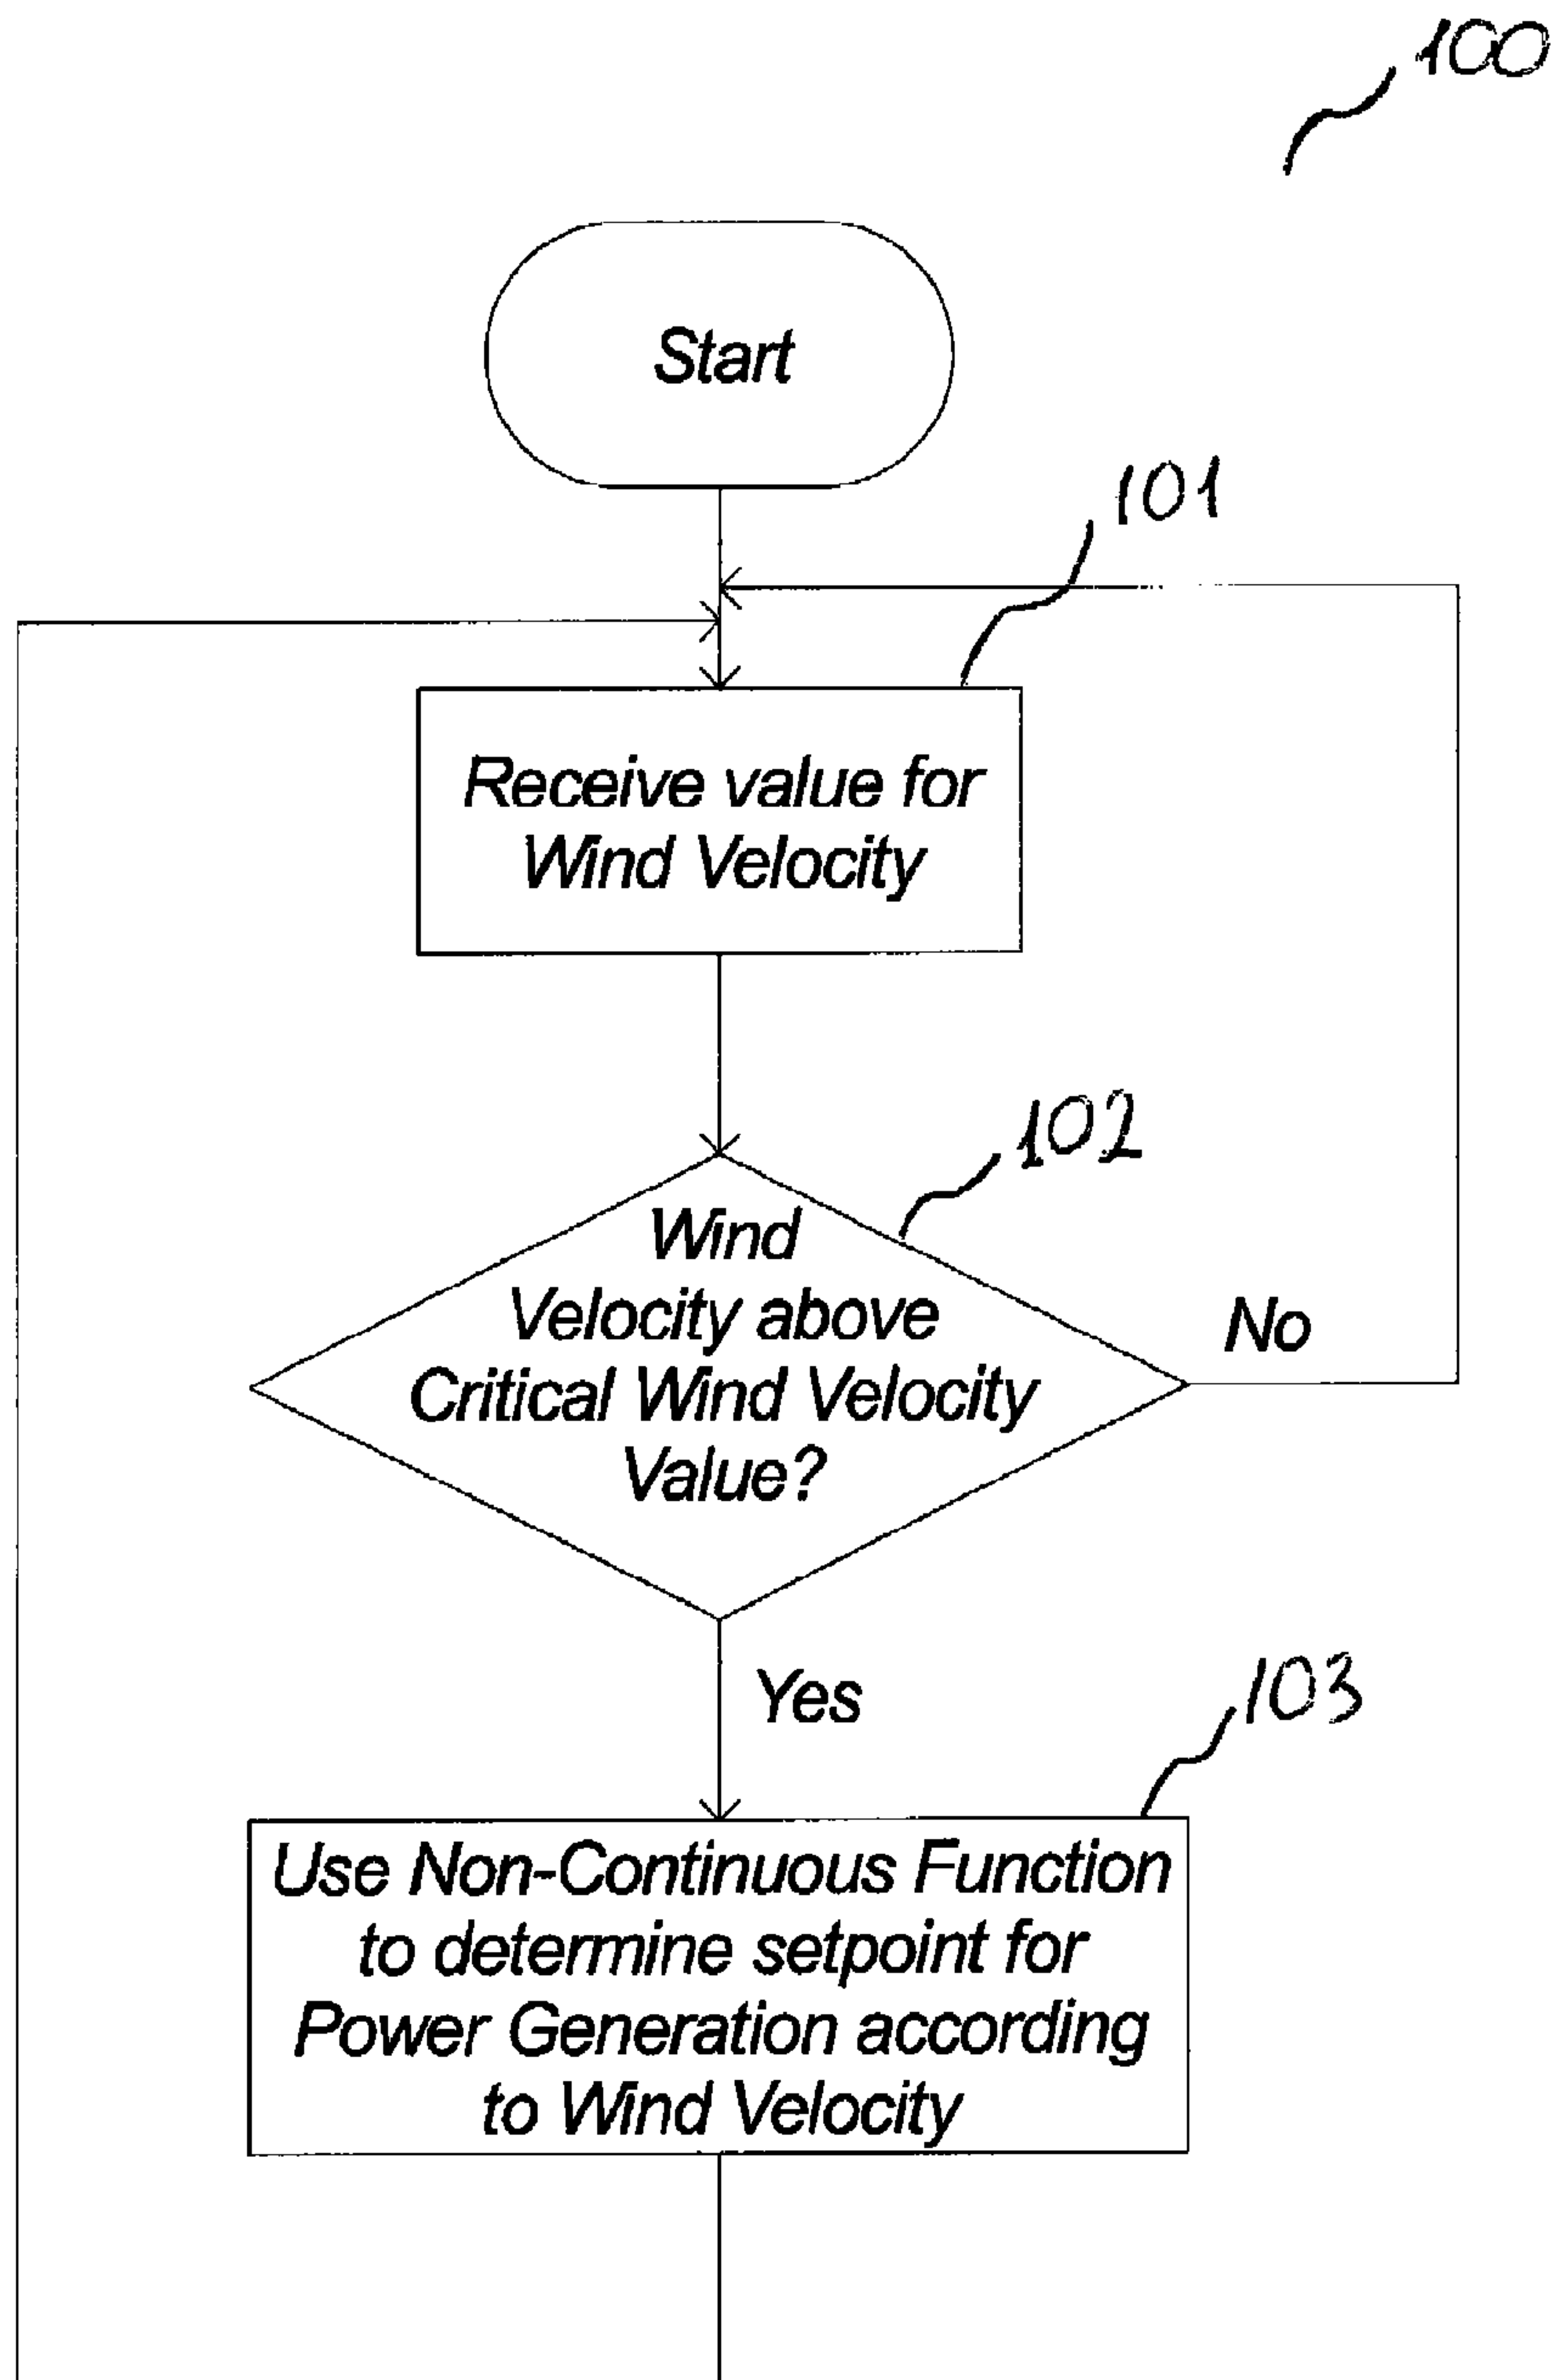 100
Start
101
Receive value for
Wind Velocity
102
Wind
Velocity above
Critical Wind Velocity
Value?
No
Yes
103
Use Non-Continuous Function
to determine setpoint for
Power Generation according
to Wind Velocity